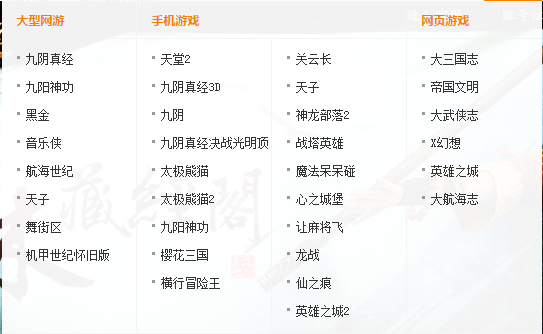 大型网游
九阴真经
九阳神功
黑金
音乐侠
航海世纪
天子
舞街区
机甲世纪怀旧版
手机游戏
天堂2
九阴真经3D
九阴
九阴真经决战光明顶
太极熊猫
太极熊猫2
九阳神功
樱花三国
横行冒险王
关云长
天子
神龙部落2
战塔英雄
魔法呆呆碰
心之城堡
让麻将飞
龙战
仙之痕
英雄之城2
网页游戏
大三国志
帝国文明
大武侠志
X幻想
英雄之城
大航海志
藏經閣